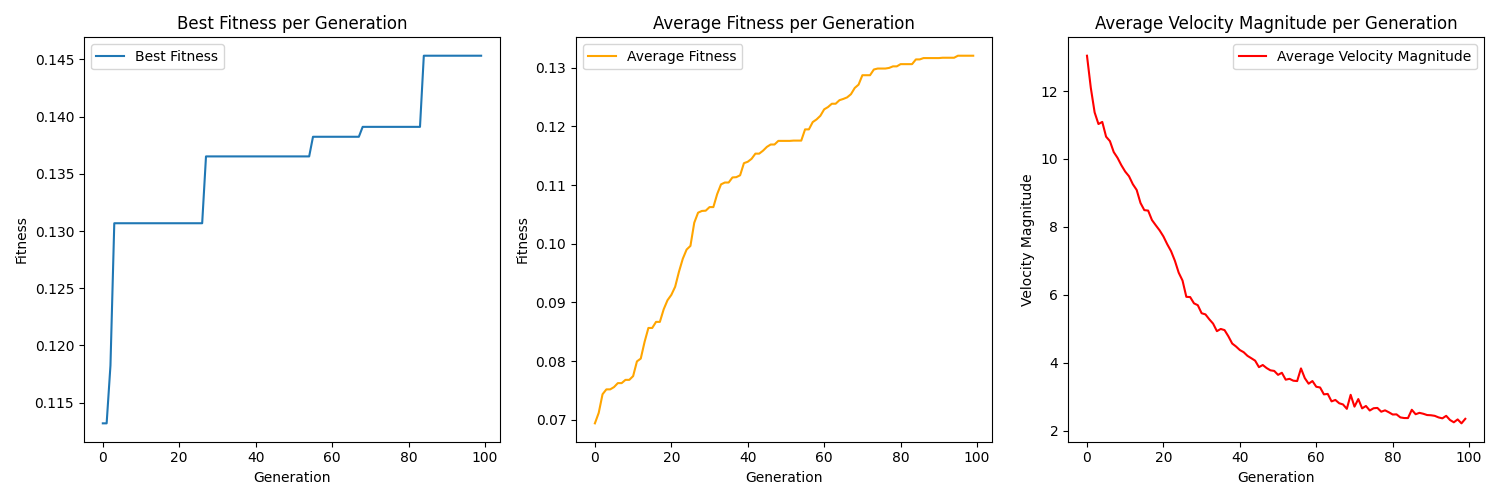 Best Fitness per Generation
Best Fitness
0.145
0.140
0.135
0.130
0.125
0.120
0.115
Fitness
0 20 40 60 80 100
Generation
Average Fitness per Generation
Average Fitness
0.13
0.12
0.11
0.10
0.09
0.08
0.07
Fitness
0 20 40 60 80 100
Generation
Average Velocity Magnitude per Generation
Average Velocity Magnitude
12
10
8
6
4
2
Velocity Magnitude
0 20 40 60 80 100
Generation